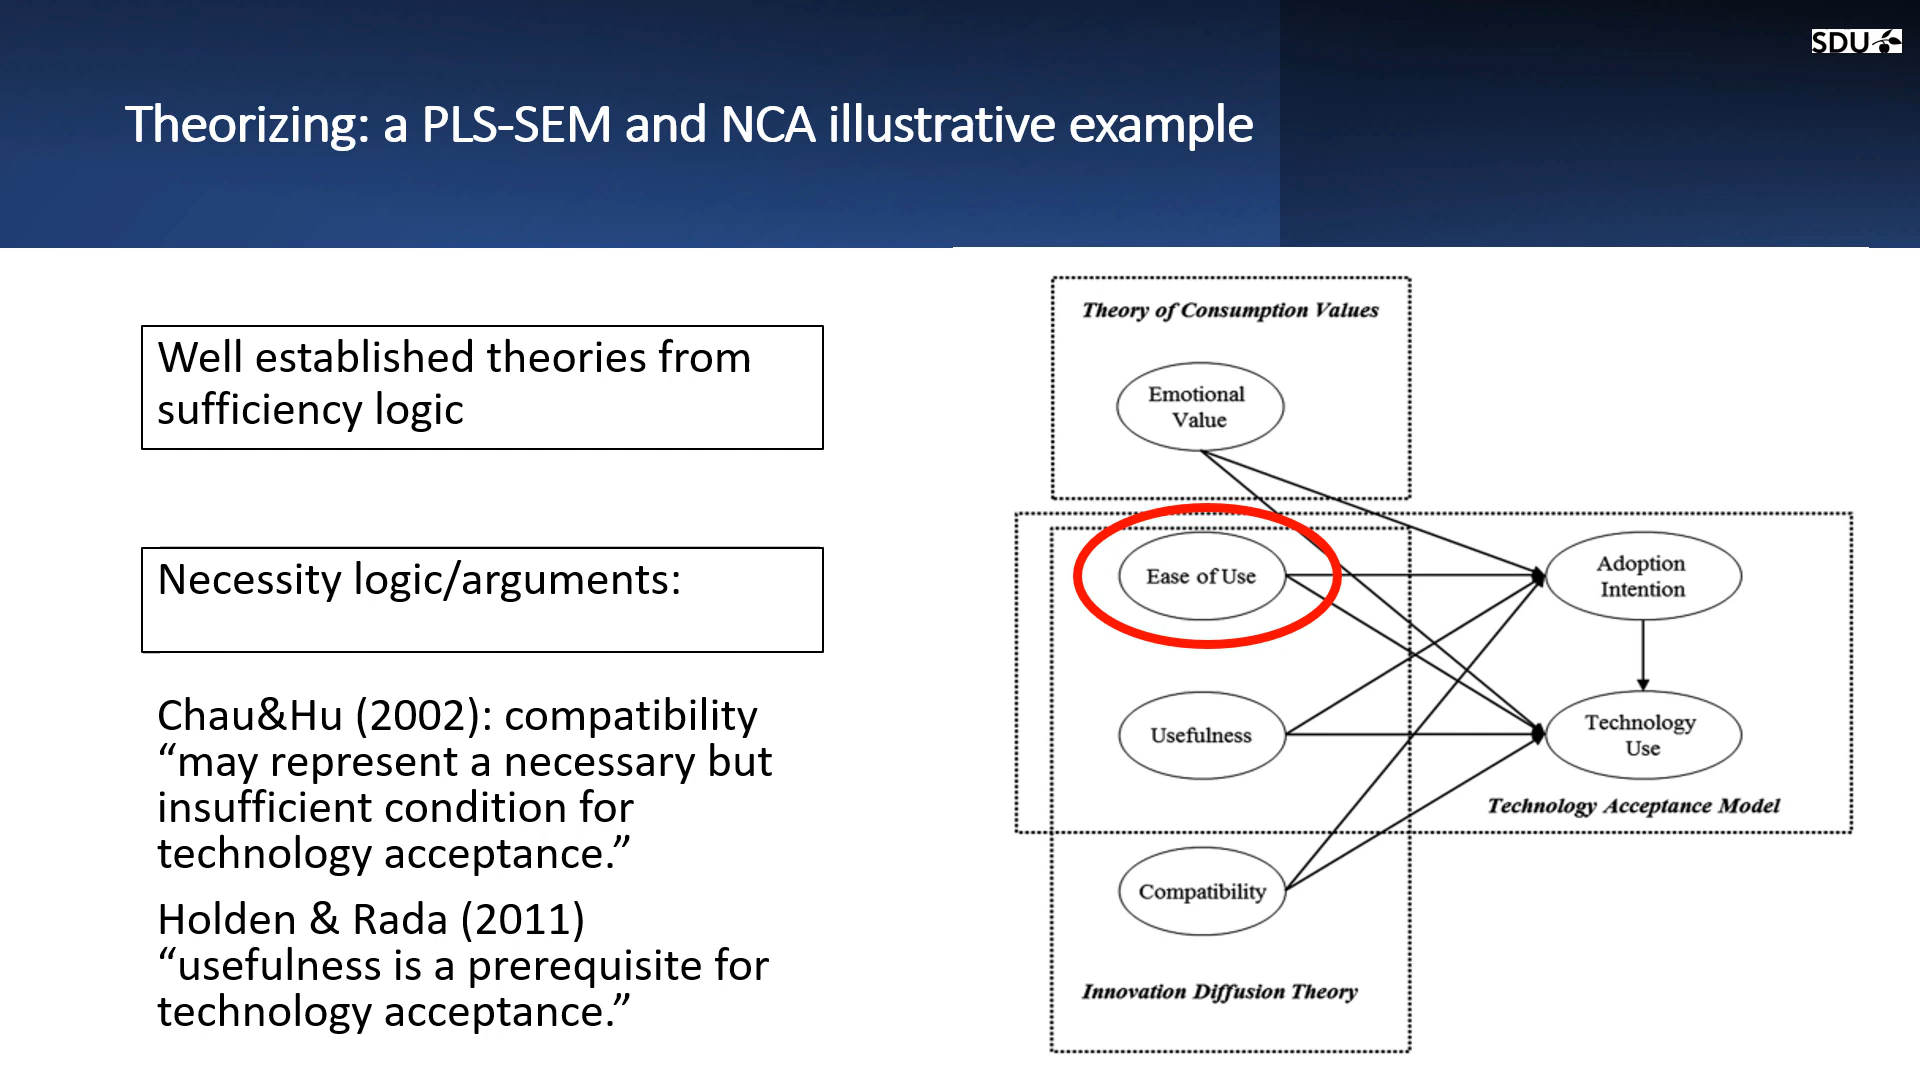 SDU
Theorizing: a PLS-SEM and NCA illustrative example
Well established theories from
sufficiency logic
Necessity logic/arguments:
Chau&Hu (2002): compatibility
“may represent a necessary but
insufficient condition for
technology acceptance.”
Holden & Rada (2011)
“usefulness is a prerequisite for
technology acceptance.”
Theory of Consumption Values
Emotional
Value
Ease of Use
Adoption
Intention
Usefulness
Technology
Use
Technology Acceptance Model
Compatibility
Innovation Diffusion Theory